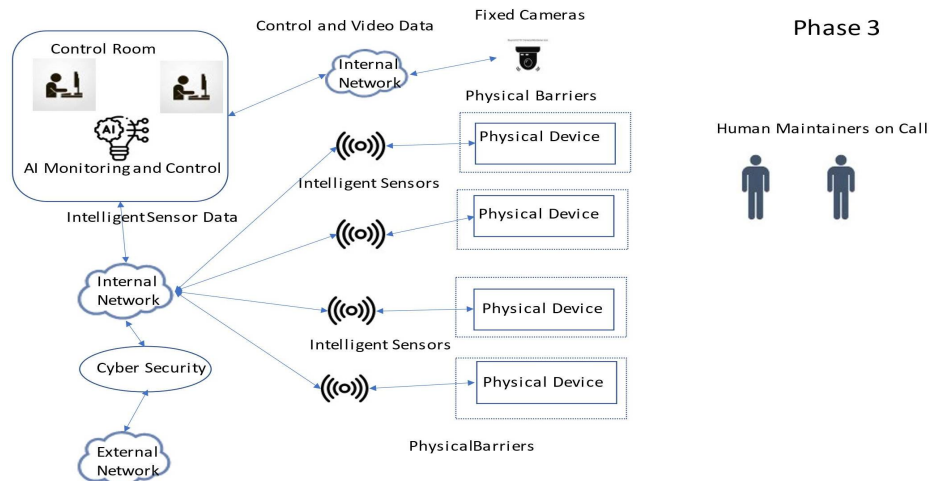 Control and Video Data
Fixed Cameras
Phase 3
Control Room
Internal
Network
Physical Barriers
AI
AI Monitoring and Control
Physical Device
Human Maintainers on Call
Intelligent Sensors
IntelligentSensor Data
Physical Device
Internal
Network
Physical Device
Intelligent Sensors
Cyber Security
Physical Device
PhysicalBarriers
External
Network